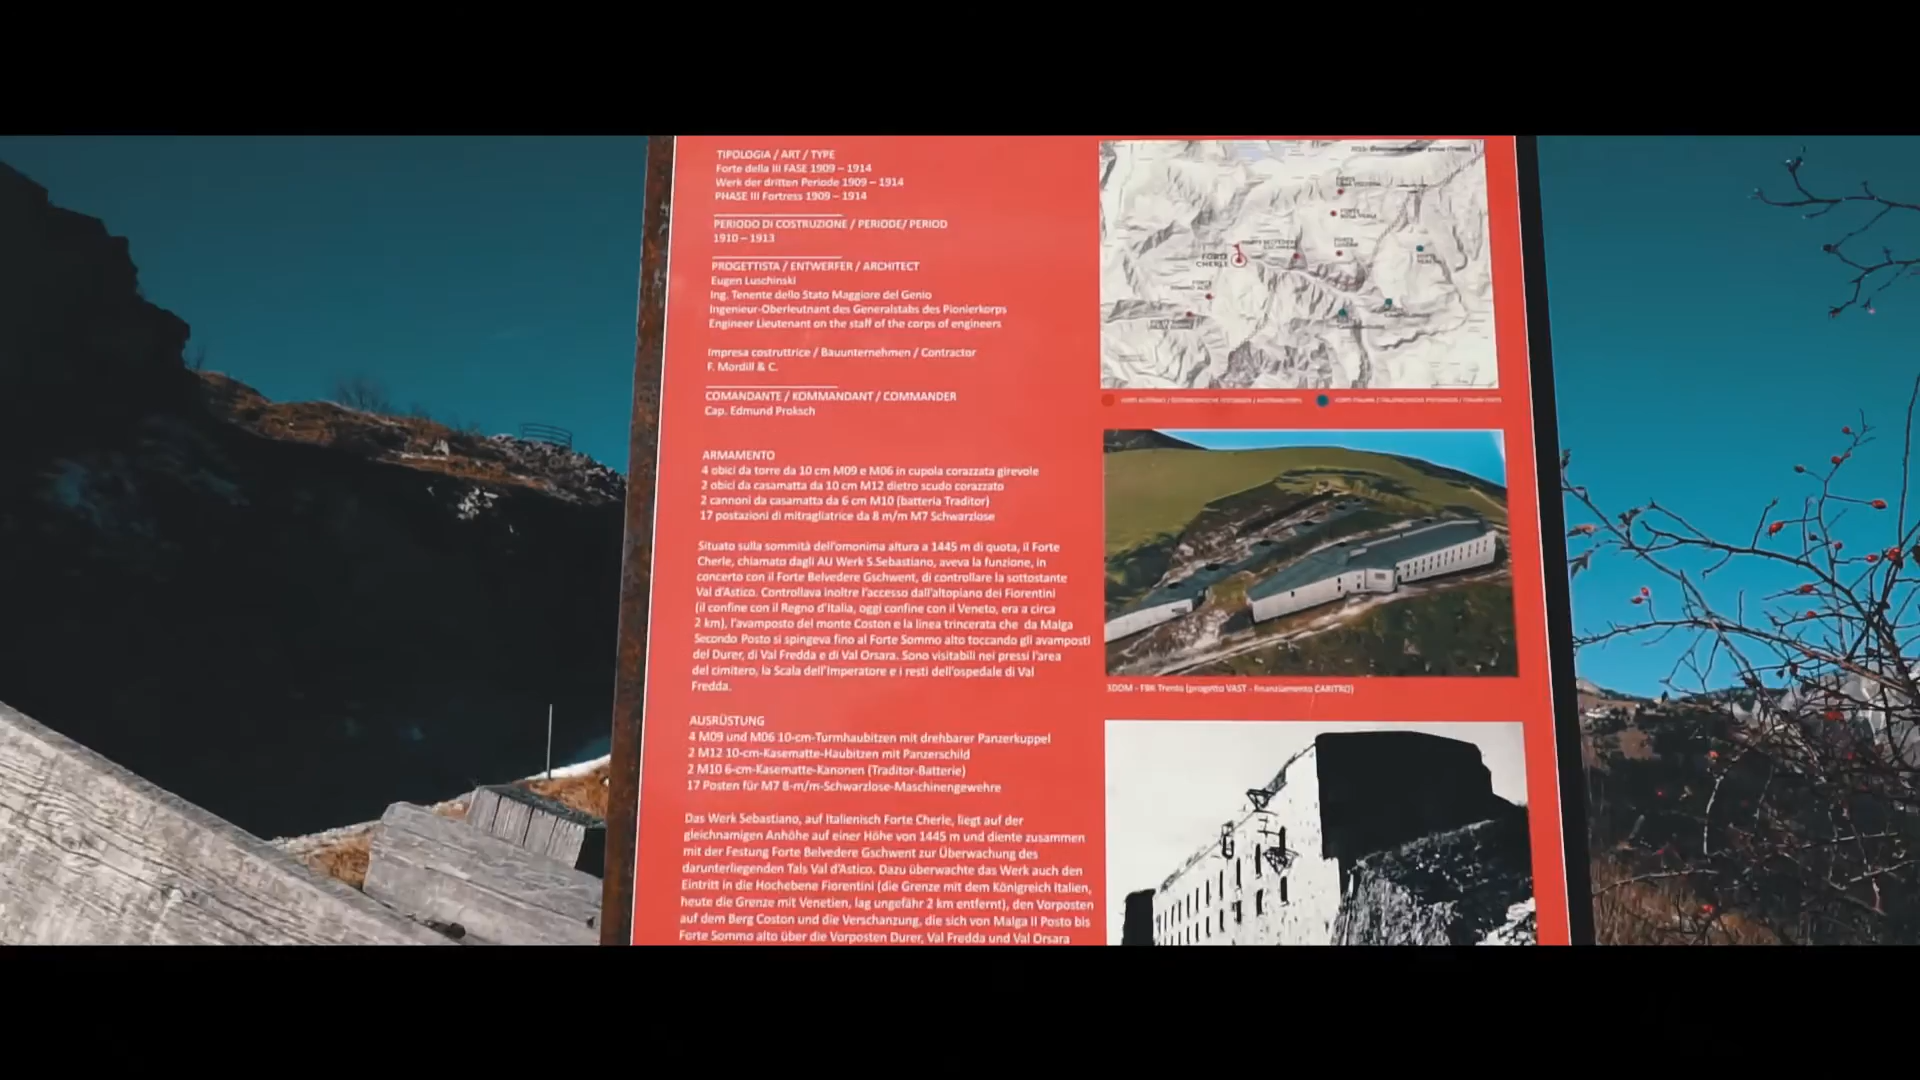 TIPOLOGIA / ART / TYPE
Forte della III FASE 1909 – 1914
Werk der dritten Periode 1909 – 1914
PHASE III Fortress 1909 – 1914
PERIODO DI COSTRUZIONE / PERIODE/ PERIOD
1910 – 1913
PROGETTISTA / ENTWERFER / ARCHITECT
Eugen Luschinski
Ing. Tenente dello Stato Maggiore del Genio
Ingenieur-Oberleutnant des Generalstabs des Pionierkorps
Engineer Lieutenant on the staff of the corps of engineers
Impresa costruttrice / Bauunternehmen / Contractor
F. Mordill & C.
COMANDANTE / KOMMANDANT / COMMANDER
Cap. Edmund Proksch
ARMAMENTO
4 obici da torre da 10 cm M09 e M06 in cupola corazzata girevole
2 obici da casamatta da 10 cm M12 dietro scudo corazzato
2 cannoni da casamatta da 6 cm M10 (batteria Traditor)
17 postazioni di mitragliatrice da 8 m/m M7 Schwarzlose
Situato sulla sommità dell'omonima altura a 1445 m di quota, il Forte
Cherle, chiamato dagli AU Werk S.Sebastiano, aveva la funzione, in
concerto con il Forte Belvedere Gschwent, di controllare la sottostante
Val d'Astico. Controllava inoltre l'accesso dall'altopiano dei Fiorentini
(il confine con il Regno d'Italia, oggi confine con il Veneto, era a circa
2 km), l'avamposto del monte Coston e la linea trincerata che da Malga
Secondo Posto si spingeva fino al Forte Sommo alto toccando gli avamposti
del Durer, di Val Fredda e di Val Orsara. Sono visitabili nei pressi l'area
del cimitero, la Scala dell'Imperatore e i resti dell'ospedale di Val
Fredda.
AUSRÜSTUNG
4 M09 und M06 10-cm-Turmhaubitzen mit drehbarer Panzerkuppel
2 M12 10-cm-Kasematte-Haubitzen mit Panzerschild
2 M10 6-cm-Kasematte-Kanonen (Traditor-Batterie)
17 Posten für M7 8-m/m-Schwarzlose-Maschinengewehre
Das Werk Sebastiano, auf Italienisch Forte Cherle, liegt auf der
gleichnamigen Anhöhe auf einer Höhe von 1445 m und diente zusammen
mit der Festung Forte Belvedere Gschwent zur Überwachung des
darunterliegenden Tals Val d'Astico. Dazu überwachte das Werk auch den
Eintritt in die Hochebene Fiorentini (die Grenze mit dem Königreich Italien,
heute die Grenze mit Venetien, lag ungefähr 2 km entfernt), den Vorposten
auf dem Berg Coston und die Verschanzung, die sich von Malga II Posto bis
Forte Sommo alto über die Vorposten Durer, Val Fredda und Val Orsara
FORTE
CHERLE
3DOM - FBK Trento (progetto VAST - finanziamento CARITRO)